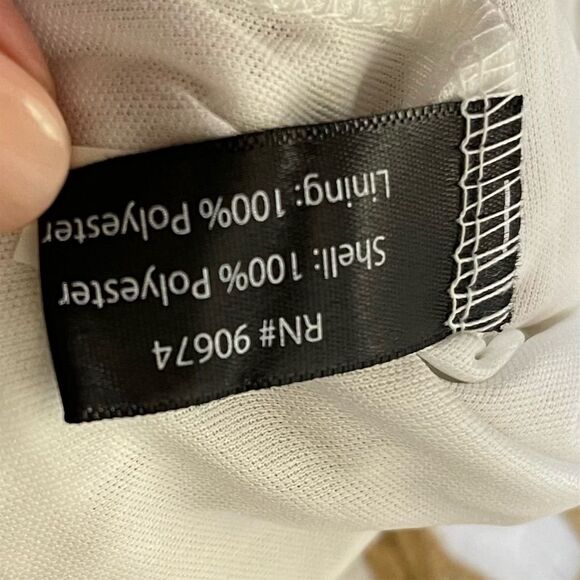 RN# 90674
Shell: 100% Polyester
Lining: 100% Polyester